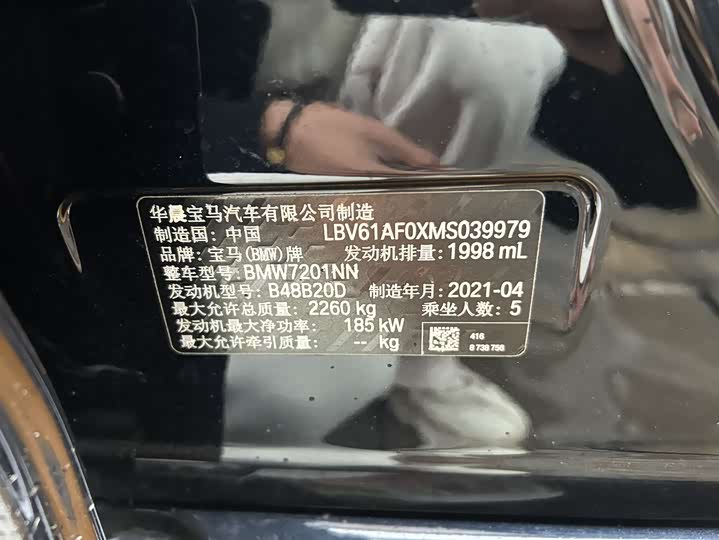 华晨宝马汽车有限公司制造
制造国：中国 LBV61AF0XMS039979
品牌：宝马(BMW)牌 发动机排量：1998 mL
整车型号：BMW7201NN
发动机型号：B48B20D 制造年月：2021-04
最大允许总质量：2260 kg 乘坐人数：5
发动机最大净功率：185 kW
最大允许牵引质量：-- kg
416
8 738 758